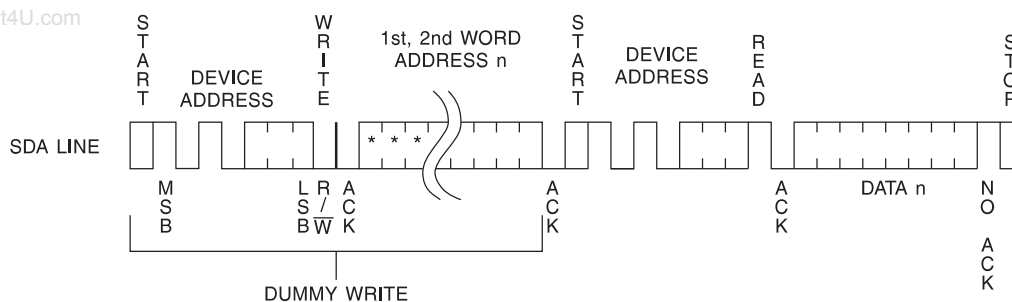 t4U.com
START
WRITE
1st, 2nd WORD
ADDRESS n
START
DEVICE
ADDRESS
READ
STOP
DEVICE
ADDRESS
SDA LINE
* * *
MSB
LSB
R/W
ACK
ACK
ACK
DATA n
NO ACK
DUMMY WRITE